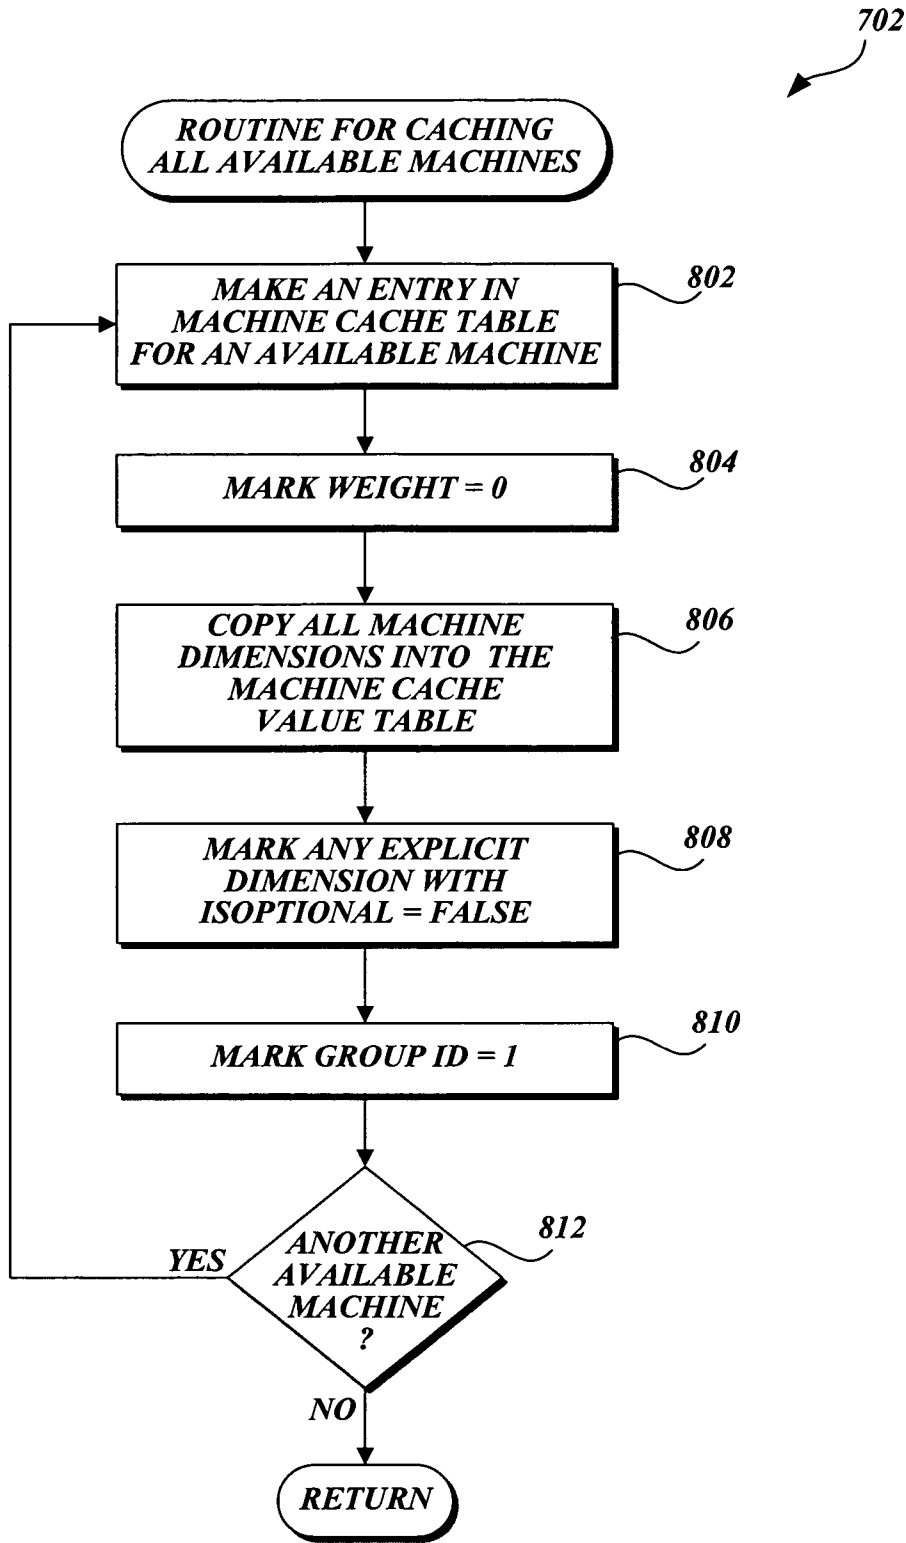 702
ROUTINE FOR CACHING
ALL AVAILABLE MACHINES
802
MAKE AN ENTRY IN
MACHINE CACHE TABLE
FOR AN AVAILABLE MACHINE
804
MARK WEIGHT = 0
806
COPY ALL MACHINE
DIMENSIONS INTO THE
MACHINE CACHE
VALUE TABLE
808
MARK ANY EXPLICIT
DIMENSION WITH
ISOPTIONAL = FALSE
810
MARK GROUP ID = 1
812
YES
ANOTHER
AVAILABLE
MACHINE
?
NO
RETURN